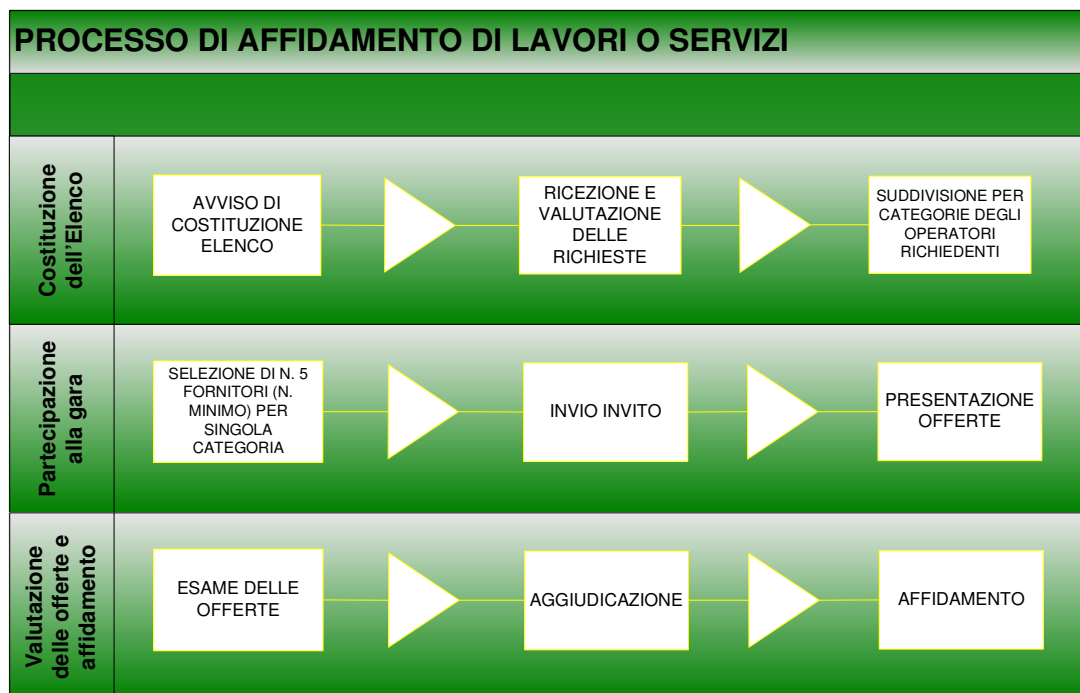 PROCESSO DI AFFIDAMENTO DI LAVORI O SERVIZI
Costituzione
dell'Elenco
AVVISO DI
COSTITUZIONE
ELENCO
RICEZIONE E
VALUTAZIONE
DELLE
RICHIESTE
SUDDIVISIONE PER
CATEGORIE DEGLI
OPERATORI
RICHIEDENTI
Partecipazione
alla gara
SELEZIONE DI N. 5
FORNITORI (N.
MINIMO) PER
SINGOLA
CATEGORIA
INVIO INVITO
PRESENTAZIONE
OFFERTE
Valutazione
delle offerte e
affidamento
ESAME DELLE
OFFERTE
AGGIUDICAZIONE
AFFIDAMENTO